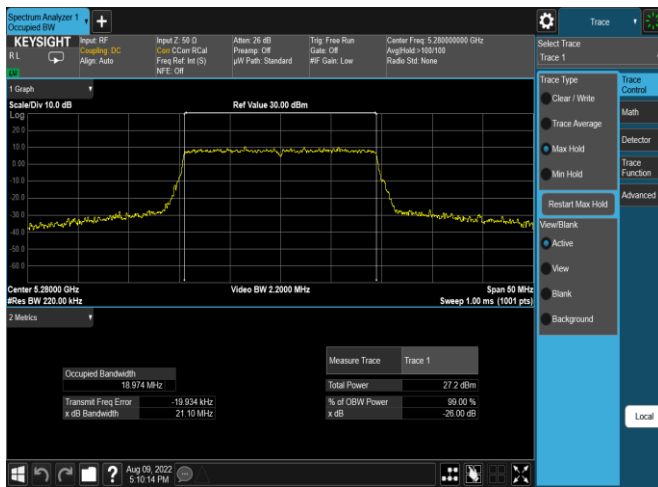 Spectrum Analyzer 1
Occupied BW
KEYSIGHT
Input: RF
Coupling: DC
Align: Auto
Input Z: 50 Ω
Corr CCorr RCal
Freq Ref: Int (S)
NFE: Off
Atten: 26 dB
Preamp: Off
µW Path: Standard
Trig: Free Run
Gate: Off
#IF Gain: Low
Center Freq: 5.280000000 GHz
Avg|Hold:>100/100
Radio Std: None
R L
1 Graph
Scale/Div 10.0 dB
Ref Value 30.00 dBm
Log
20.0
10.0
0.00
-10.0
-20.0
-30.0
-40.0
-50.0
-60.0
Center 5.28000 GHz
Video BW 2.2000 MHz
Span 50 MHz
#Res BW 220.00 kHz
Sweep 1.00 ms (1001 pts)
2 Metrics
Occupied Bandwidth
18.974 MHz
Transmit Freq Error
-19.934 kHz
x dB Bandwidth
21.10 MHz
Measure Trace
Trace 1
Total Power
27.2 dBm
% of OBW Power
99.00 %
x dB
-26.00 dB
Aug 09, 2022
5:10:14 PM
Trace
Select Trace
Trace 1
Trace Type
Clear / Write
Trace Average
Max Hold
Min Hold
Restart Max Hold
View/Blank
Active
View
Blank
Background
Trace
Control
Math
Detector
Trace
Function
Advanced
Local